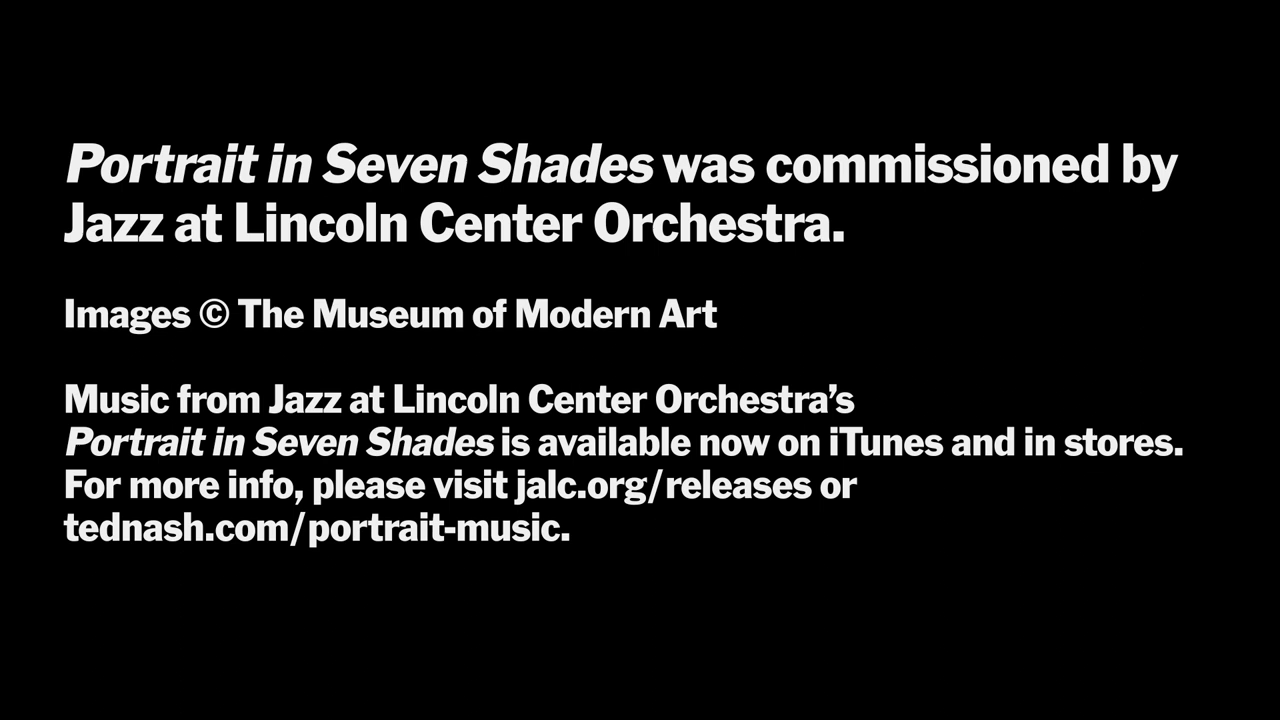 Portrait in Seven Shades was commissioned by
Jazz at Lincoln Center Orchestra.
Images © The Museum of Modern Art
Music from Jazz at Lincoln Center Orchestra’s
Portrait in Seven Shades is available now on iTunes and in stores.
For more info, please visit jalc.org/releases or
tednash.com/portrait-music.